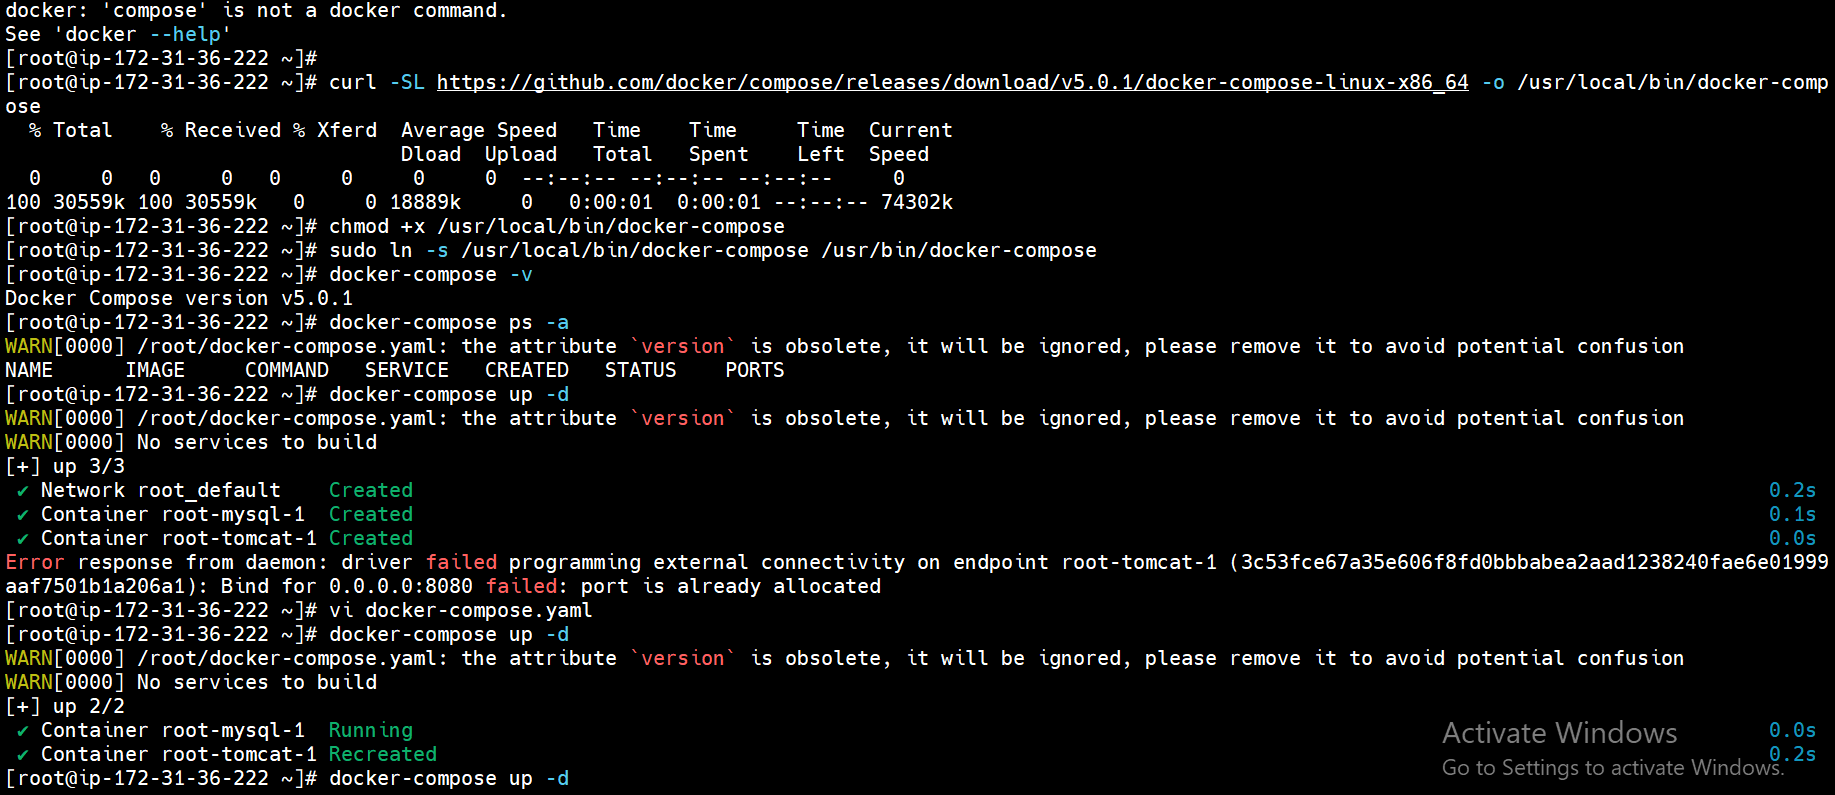 docker: 'compose' is not a docker command.
See 'docker --help'
[root@ip-172-31-36-222 ~]#
[root@ip-172-31-36-222 ~]# curl -SL https://github.com/docker/compose/releases/download/v5.0.1/docker-compose-linux-x86_64 -o /usr/local/bin/docker-comp
ose
  % Total    % Received % Xferd  Average Speed   Time    Time     Time  Current
                                 Dload  Upload   Total   Spent    Left  Speed
  0     0   0     0   0     0     0     0  --:--:-- --:--:-- --:--:--     0
100 30559k 100 30559k   0     0 18889k     0   0:00:01  0:00:01 --:--:-- 74302k
[root@ip-172-31-36-222 ~]# chmod +x /usr/local/bin/docker-compose
[root@ip-172-31-36-222 ~]# sudo ln -s /usr/local/bin/docker-compose /usr/bin/docker-compose
[root@ip-172-31-36-222 ~]# docker-compose -v
Docker Compose version v5.0.1
[root@ip-172-31-36-222 ~]# docker-compose ps -a
WARN[0000] /root/docker-compose.yaml: the attribute `version` is obsolete, it will be ignored, please remove it to avoid potential confusion
NAME      IMAGE     COMMAND   SERVICE   CREATED   STATUS    PORTS
[root@ip-172-31-36-222 ~]# docker-compose up -d
WARN[0000] /root/docker-compose.yaml: the attribute `version` is obsolete, it will be ignored, please remove it to avoid potential confusion
WARN[0000] No services to build
[+] up 3/3
 ✔ Network root_default    Created 0.2s
 ✔ Container root-mysql-1  Created 0.1s
 ✔ Container root-tomcat-1 Created 0.0s
Error response from daemon: driver failed programming external connectivity on endpoint root-tomcat-1 (3c53fce67a35e606f8fd0bbbabea2aad1238240fae6e01999
aaf7501b1a206a1): Bind for 0.0.0.0:8080 failed: port is already allocated
[root@ip-172-31-36-222 ~]# vi docker-compose.yaml
[root@ip-172-31-36-222 ~]# docker-compose up -d
WARN[0000] /root/docker-compose.yaml: the attribute `version` is obsolete, it will be ignored, please remove it to avoid potential confusion
WARN[0000] No services to build
[+] up 2/2
 ✔ Container root-mysql-1  Running 0.0s
 ✔ Container root-tomcat-1 Recreated 0.2s
[root@ip-172-31-36-222 ~]# docker-compose up -d
Activate Windows
Go to Settings to activate Windows.